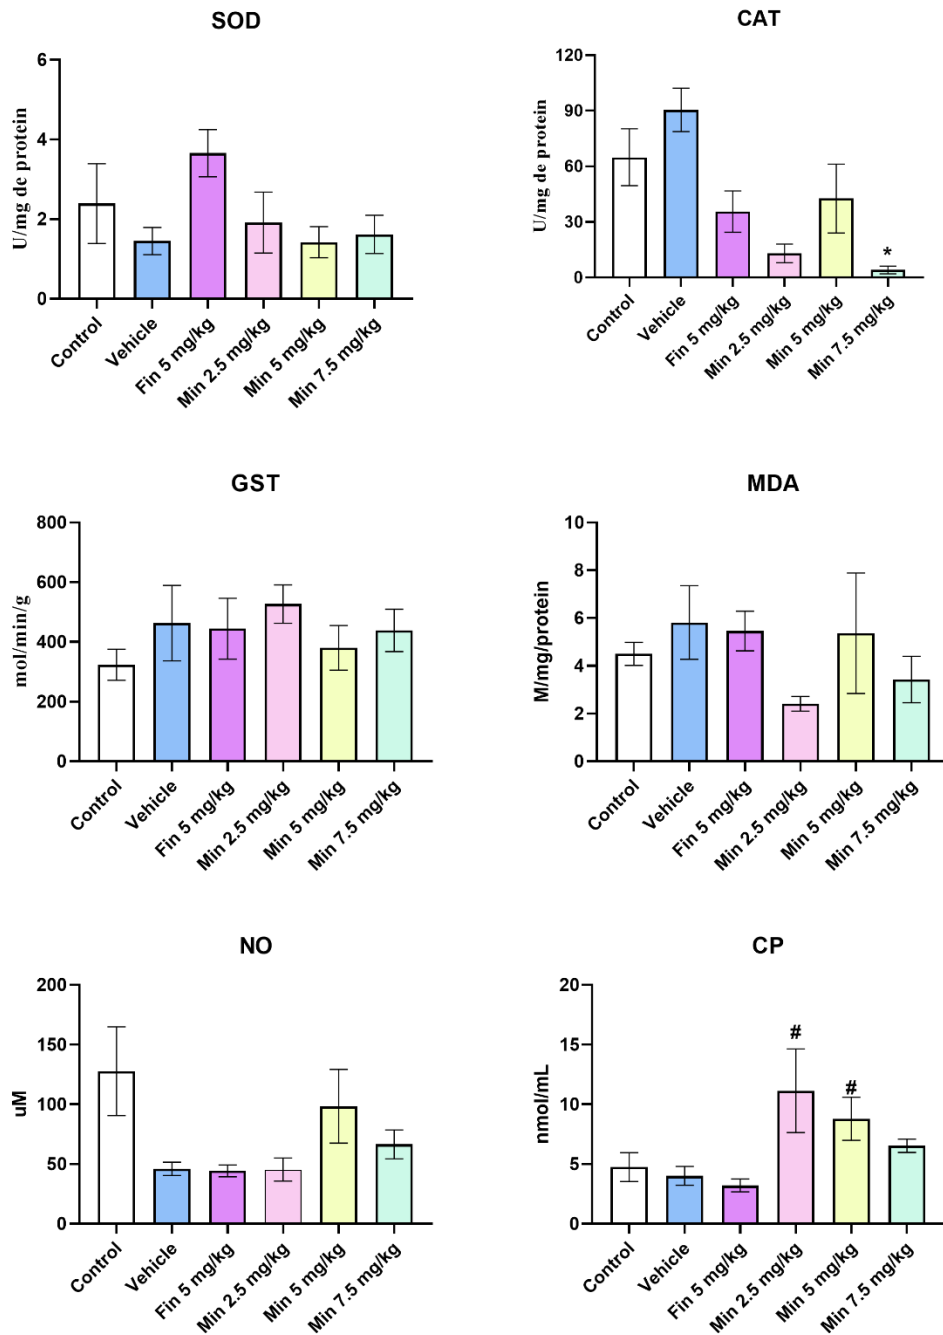 SOD
U/mg de protein
6
4
2
0
Control
Vehicle
Fin 5 mg/kg
Min 2.5 mg/kg
Min 5 mg/kg
Min 7.5 mg/kg
CAT
U/mg de protein
120
90
60
30
0
*
Control
Vehicle
Fin 5 mg/kg
Min 2.5 mg/kg
Min 5 mg/kg
Min 7.5 mg/kg
GST
mol/min/g
800
600
400
200
0
Control
Vehicle
Fin 5 mg/kg
Min 2.5 mg/kg
Min 5 mg/kg
Min 7.5 mg/kg
MDA
M/mg/protein
10
8
6
4
2
0
Control
Vehicle
Fin 5 mg/kg
Min 2.5 mg/kg
Min 5 mg/kg
Min 7.5 mg/kg
NO
uM
200
150
100
50
0
Control
Vehicle
Fin 5 mg/kg
Min 2.5 mg/kg
Min 5 mg/kg
Min 7.5 mg/kg
CP
nmol/mL
20
15
10
5
0
#
#
Control
Vehicle
Fin 5 mg/kg
Min 2.5 mg/kg
Min 5 mg/kg
Min 7.5 mg/kg